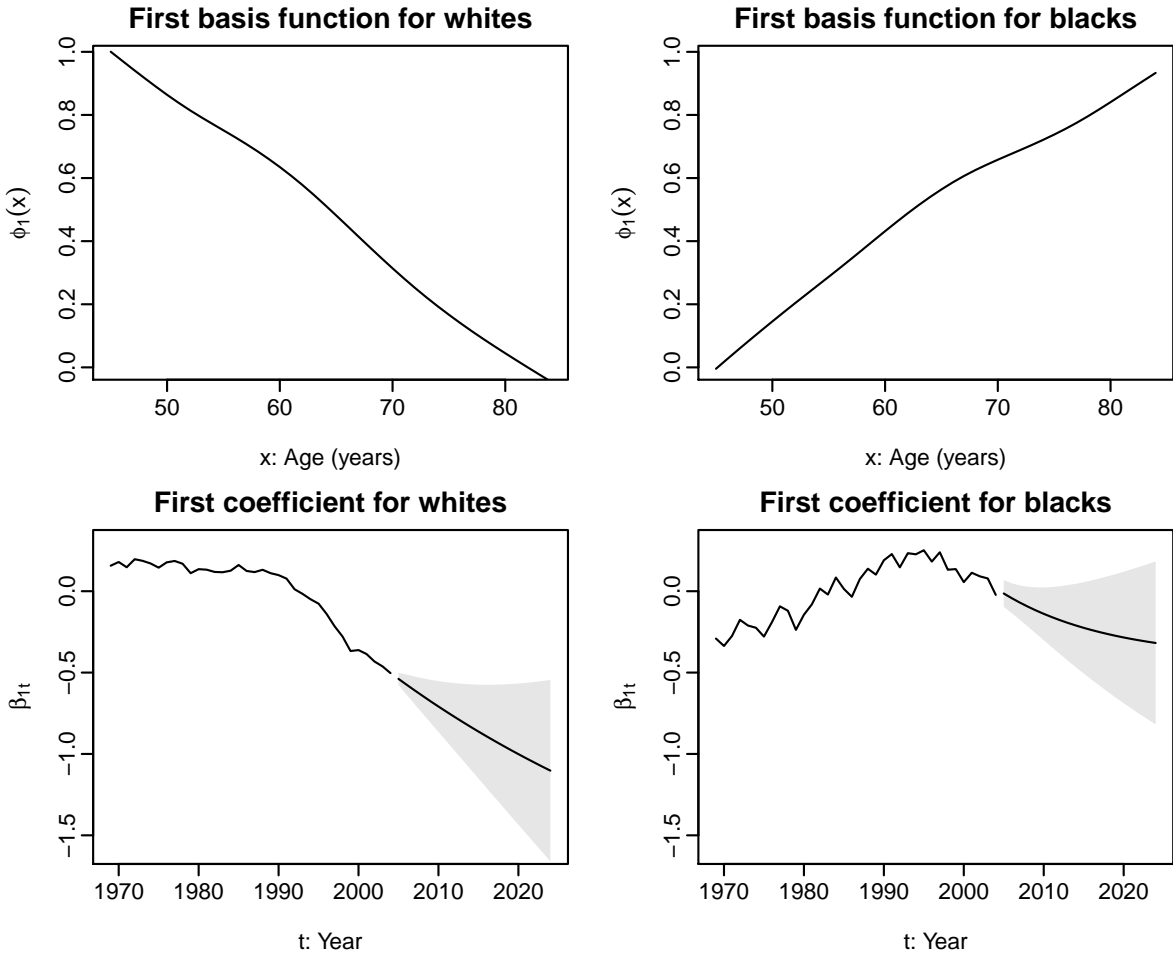 First basis function for whites
ϕ₁(x)
1.0
0.8
0.6
0.4
0.2
0.0
50 60 70 80
x: Age (years)
First basis function for blacks
ϕ₁(x)
1.0
0.8
0.6
0.4
0.2
0.0
50 60 70 80
x: Age (years)
First coefficient for whites
β₁t
0.0
−0.5
−1.0
−1.5
1970 1980 1990 2000 2010 2020
t: Year
First coefficient for blacks
β₁t
0.0
−0.5
−1.0
−1.5
1970 1980 1990 2000 2010 2020
t: Year